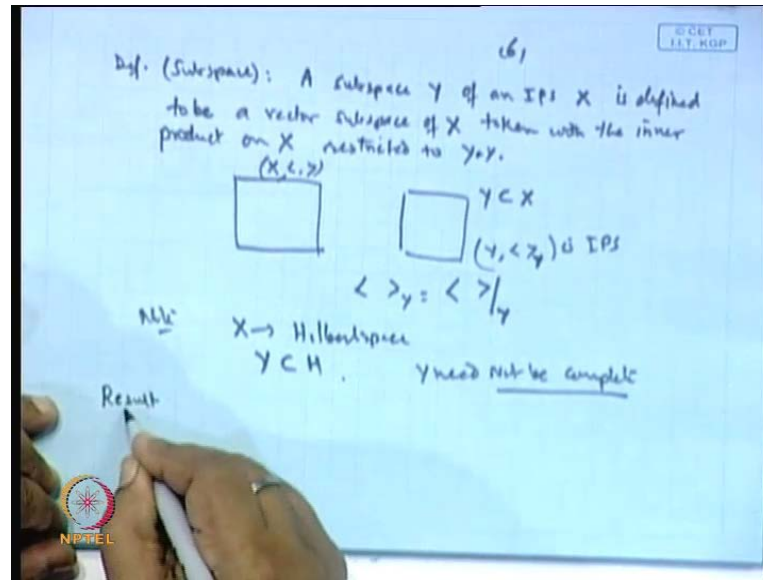 © CET
I.I.T. KGP
Def. (Subspace): A subspace Y of an IPS X is defined
to be a vector subspace of X taken with the inner
product on X restricted to Y×Y.
(X, <, >)
Y ⊂ X
(Y, < >_Y) is IPS
< >_Y = < >|_Y
Note X → Hilbert space
Y ⊂ H. Y need Not be complete
Result
NPTEL